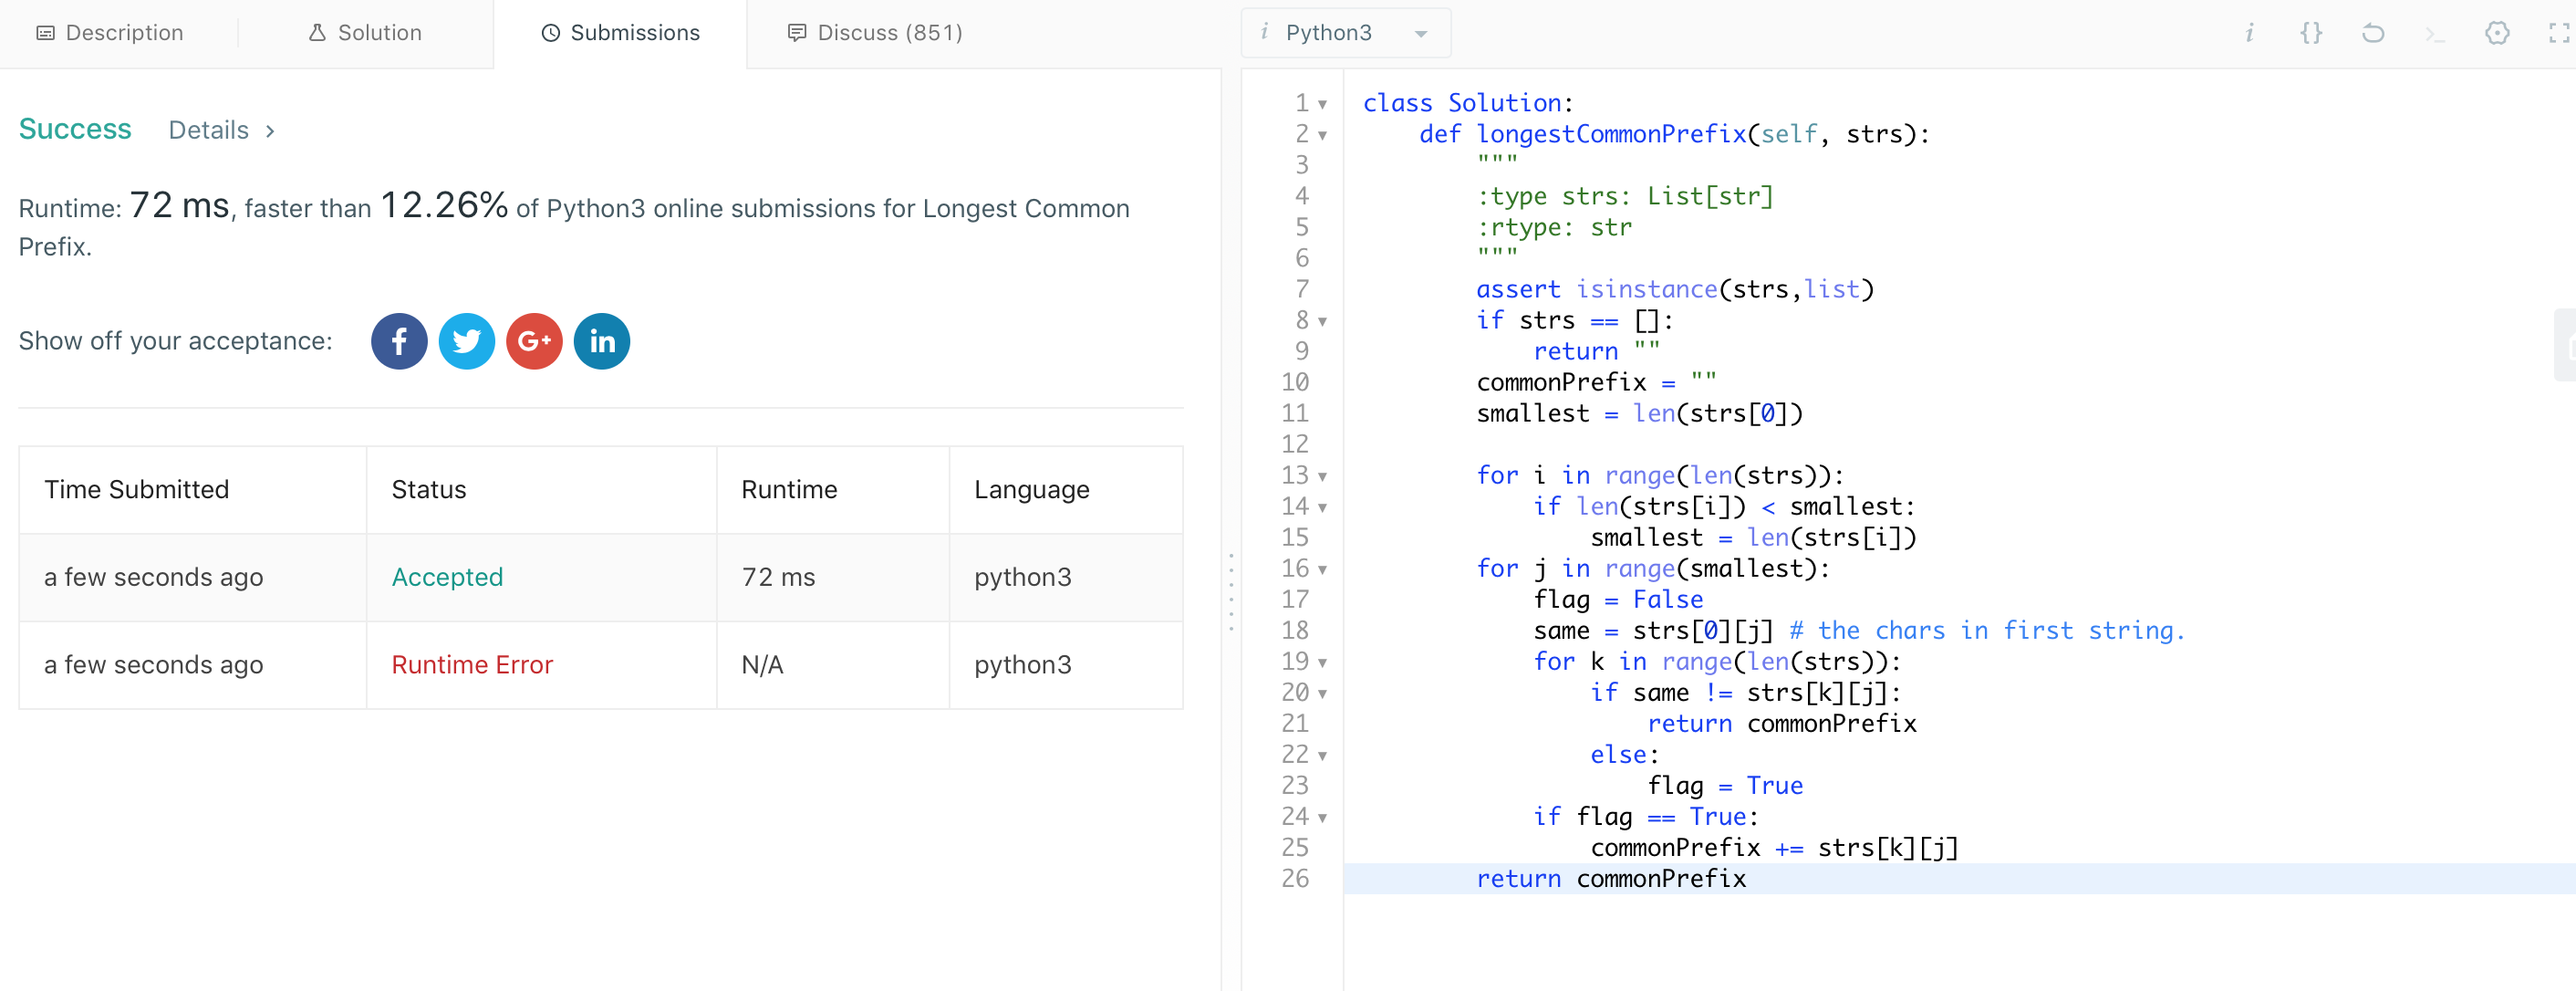 Description
Solution
Submissions
Discuss (851)
i Python3
i {} >_
Success Details >
Runtime: 72 ms, faster than 12.26% of Python3 online submissions for Longest Common
Prefix.
Show off your acceptance: f G+ in
Time Submitted Status Runtime Language
a few seconds ago Accepted 72 ms python3
a few seconds ago Runtime Error N/A python3
1 class Solution:
2     def longestCommonPrefix(self, strs):
3         """
4         :type strs: List[str]
5         :rtype: str
6         """
7         assert isinstance(strs,list)
8         if strs == []:
9             return ""
10         commonPrefix = ""
11         smallest = len(strs[0])
12
13         for i in range(len(strs)):
14             if len(strs[i]) < smallest:
15                 smallest = len(strs[i])
16         for j in range(smallest):
17             flag = False
18             same = strs[0][j] # the chars in first string.
19             for k in range(len(strs)):
20                 if same != strs[k][j]:
21                     return commonPrefix
22                 else:
23                     flag = True
24             if flag == True:
25                 commonPrefix += strs[k][j]
26         return commonPrefix